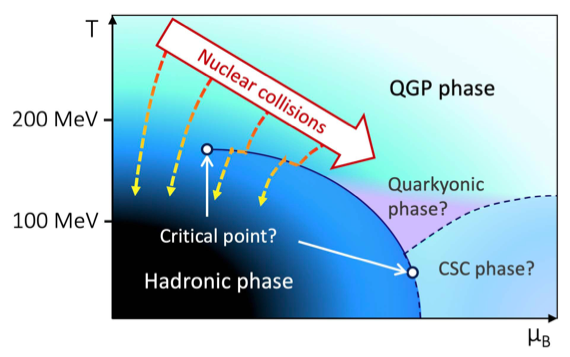 T
Nuclear collisions
QGP phase
200 MeV
Quarkyonic
phase?
100 MeV
Critical point?
CSC phase?
Hadronic phase
μB